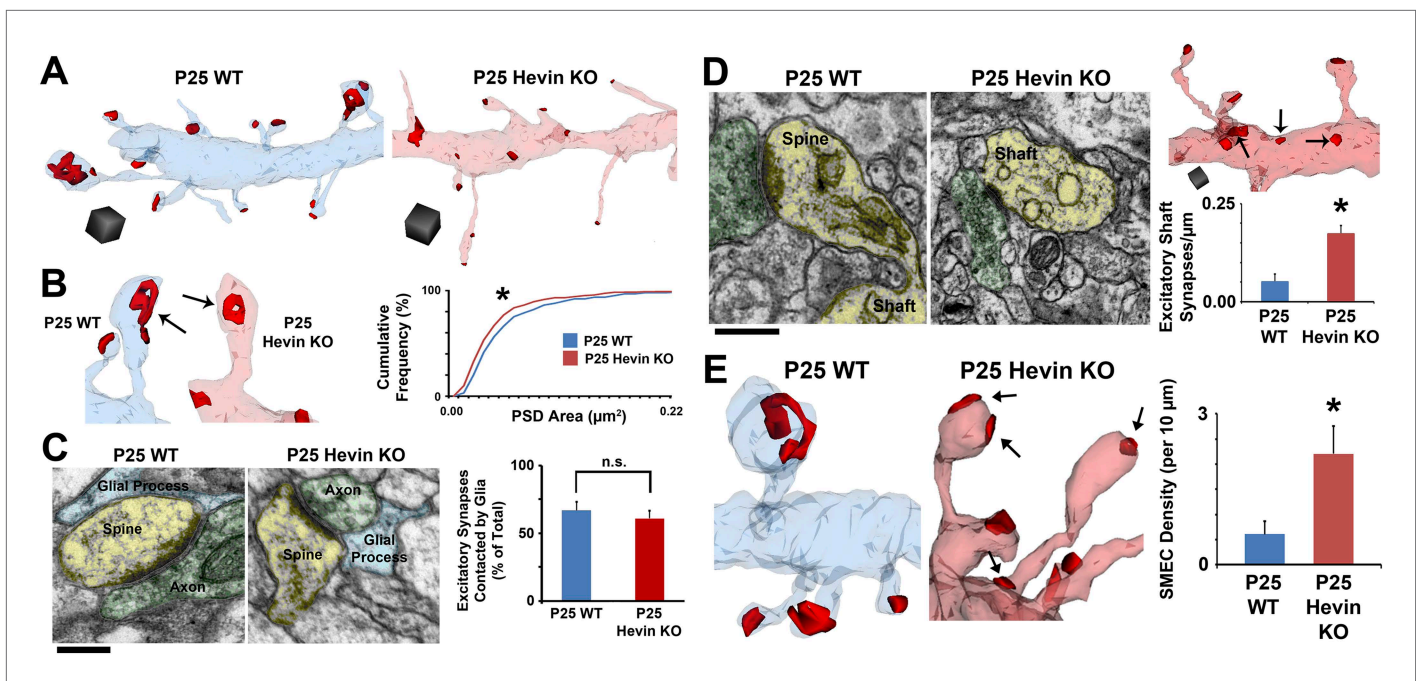 A
P25 WT
P25 Hevin KO
B
P25 WT
P25
Hevin KO
Cumulative
Frequency (%)
100
*
0
P25 WT
P25 Hevin KO
0.00
0.22
PSD Area (µm²)
C
P25 WT
P25 Hevin KO
Glial Process
Spine
Axon
Axon
Spine
Glial
Process
Excitatory Synapses
Contacted by Glia
(% of Total)
100
50
0
n.s.
P25 WT
P25
Hevin KO
D
P25 WT
P25 Hevin KO
Spine
Shaft
Shaft
Excitatory Shaft
Synapses/µm
0.25
0.00
*
P25
WT
P25
Hevin KO
E
P25 WT
P25 Hevin KO
SMEC Density (per 10 µm)
3
0
*
P25
WT
P25
Hevin
KO